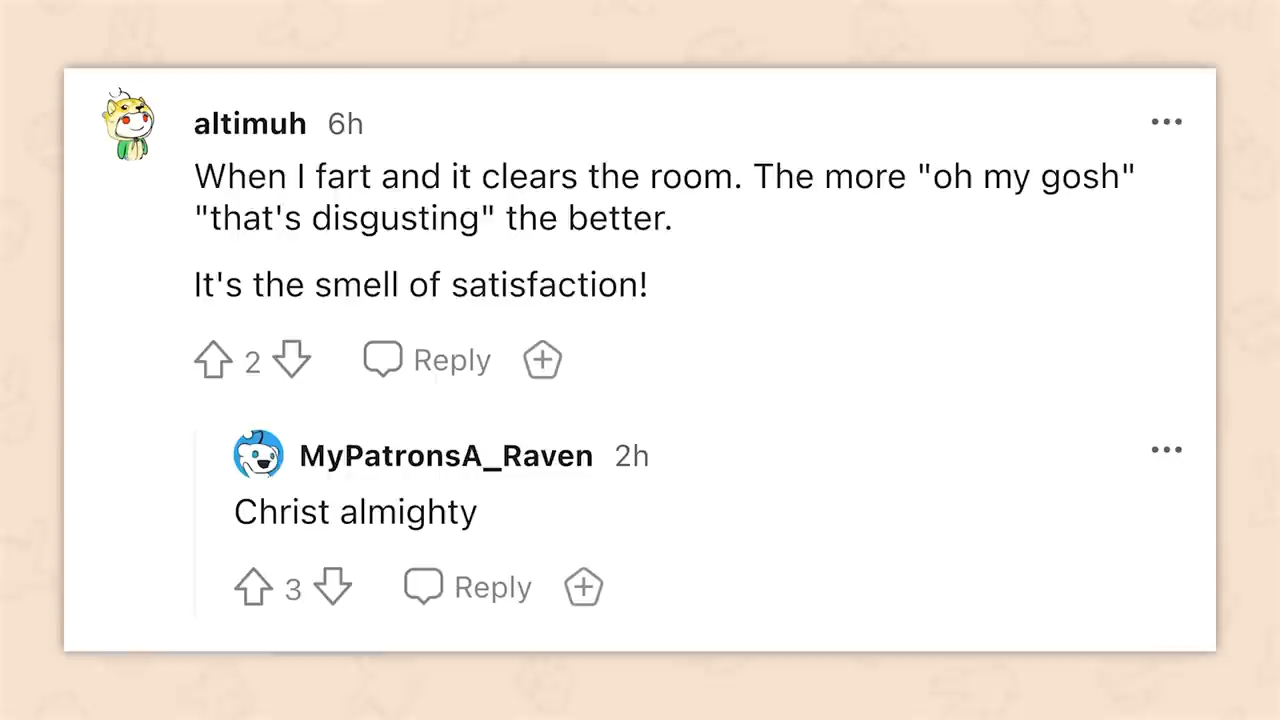 altimuh 6h
When I fart and it clears the room. The more "oh my gosh"
"that's disgusting" the better.
It's the smell of satisfaction!
2 Reply
MyPatronsA_Raven 2h
Christ almighty
3 Reply